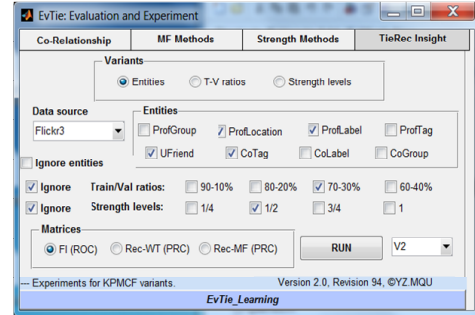 EvTie: Evaluation and Experiment
Co-Relationship MF Methods Strength Methods TieRec Insight
Variants
Entities T-V ratios Strength levels
Data source Entities
Flickr3 ProfGroup ProfLocation ProfLabel ProfTag
UFriend CoTag CoLabel CoGroup
Ignore entities
Ignore Train/Val ratios: 90-10% 80-20% 70-30% 60-40%
Ignore Strength levels: 1/4 1/2 3/4 1
Matrices
FI (ROC) Rec-WT (PRC) Rec-MF (PRC) RUN V2
--- Experiments for KPMCF variants. Version 2.0, Revision 94, ©YZ.MQU
EvTie_Learning